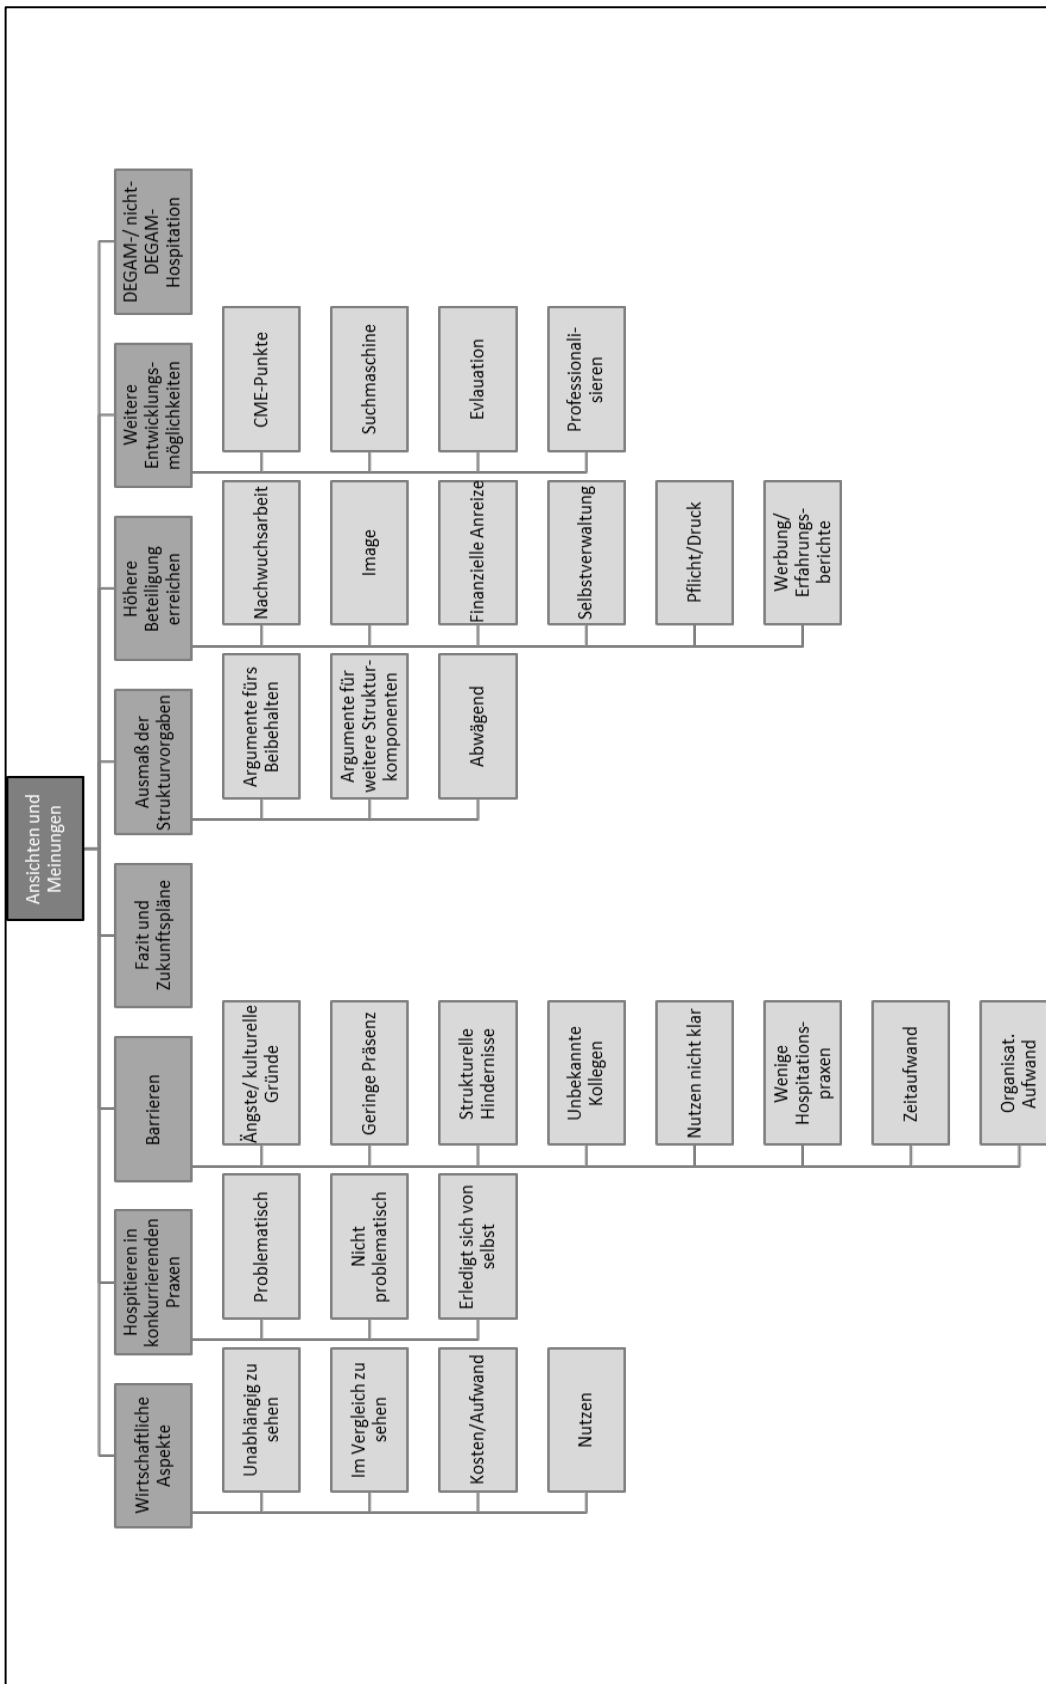 Ansichten und
Meinungen
Wirtschaftliche
Aspekte
Unabhängig zu
sehen
Im Vergleich zu
sehen
Kosten/Aufwand
Nutzen
Hospitieren in
konkurrierenden
Praxen
Problematisch
Nicht
problematisch
Erledigt sich von
selbst
Barrieren
Ängste/ kulturelle
Gründe
Geringe Präsenz
Strukturelle
Hindernisse
Unbekannte
Kollegen
Nutzen nicht klar
Wenige
Hospitations-
praxen
Zeitaufwand
Organisat.
Aufwand
Fazit und
Zukunftspläne
Ausmaß der
Strukturvorgaben
Argumente fürs
Beibehalten
Argumente für
weitere Struktur-
komponenten
Abwägend
Höhere
Beteiligung
erreichen
Nachwuchsarbeit
Image
Finanzielle Anreize
Selbstverwaltung
Pflicht/Druck
Werbung/
Erfahrungs-
berichte
Weitere
Entwicklungs-
möglichkeiten
CME-Punkte
Suchmaschine
Evlauation
Professionali-
sieren
DEGAM-/ nicht-
DEGAM-
Hospitation